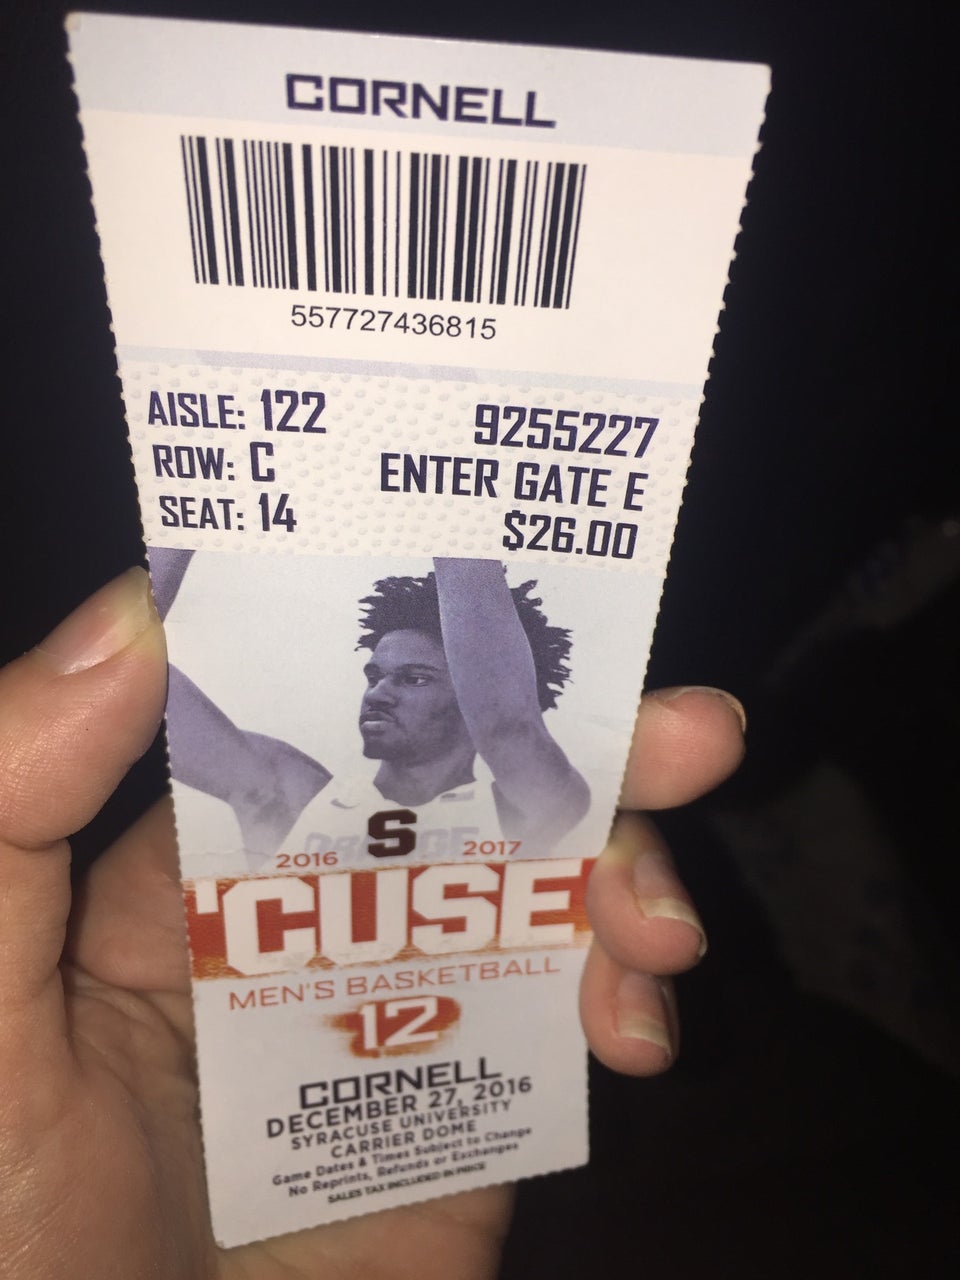 CORNELL
557727436815
AISLE: 122
ROW: C
SEAT: 14
9255227
ENTER GATE E
$26.00
ORANGE
S
2016 2017
'CUSE
MEN'S BASKETBALL
12
CORNELL
DECEMBER 27, 2016
SYRACUSE UNIVERSITY
CARRIER DOME
Game Dates & Times Subject to Change
No Reprints, Refunds or Exchanges
SALES TAX INCLUDED IN PRICE